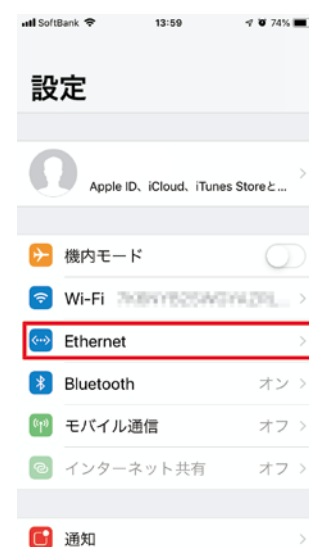 SoftBank 13:59 74%
設定
Apple ID、iCloud、iTunes Storeと...
機内モード
Wi-Fi
Ethernet
Bluetooth オン
モバイル通信 オフ
インターネット共有 オフ
通知